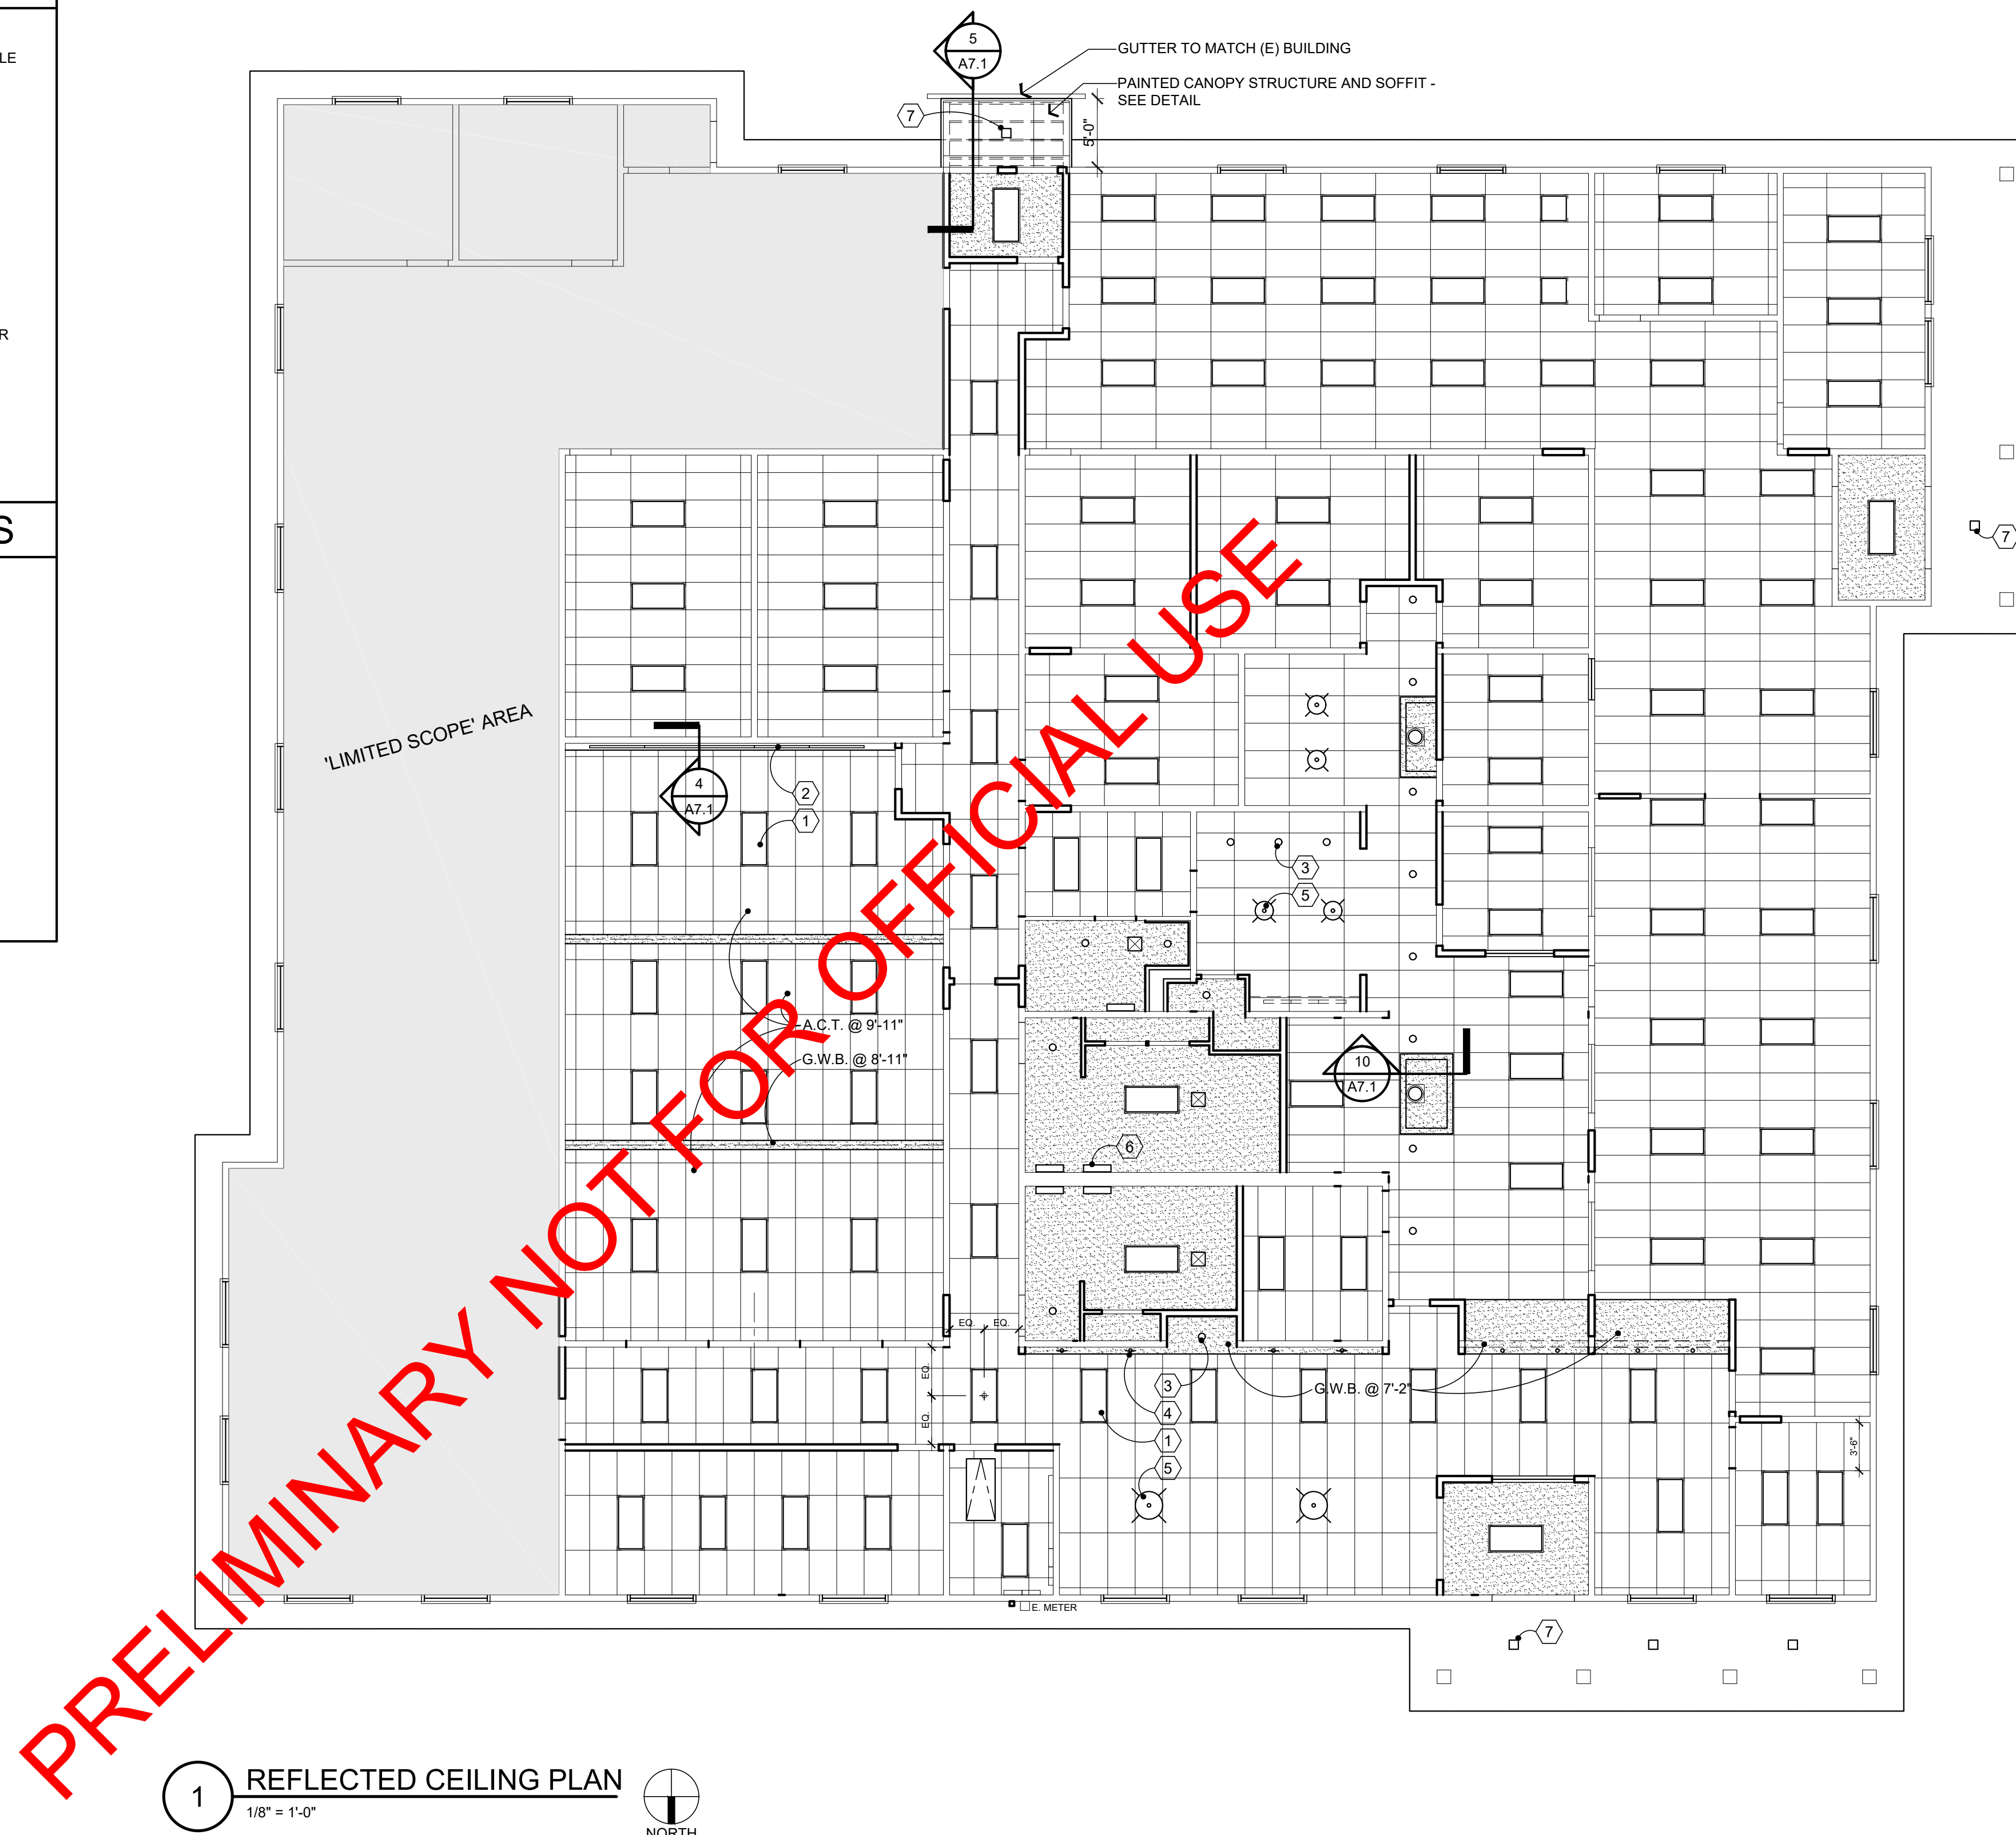 LE
R
S
5
A7.1
GUTTER TO MATCH (E) BUILDING
PAINTED CANOPY STRUCTURE AND SOFFIT -
SEE DETAIL
7
5'-0"
7
'LIMITED SCOPE' AREA
4
A7.1
2
1
3
5
A.C.T. @ 9'-11"
G.W.B. @ 8'-11"
10
A7.1
6
EQ.
EQ.
EQ.
EQ.
3
4
1
5
G.W.B. @ 7'-2"
3'-6"
E. METER
7
PRELIMINARY NOT FOR OFFICIAL USE
1
REFLECTED CEILING PLAN
1/8" = 1'-0"
NORTH